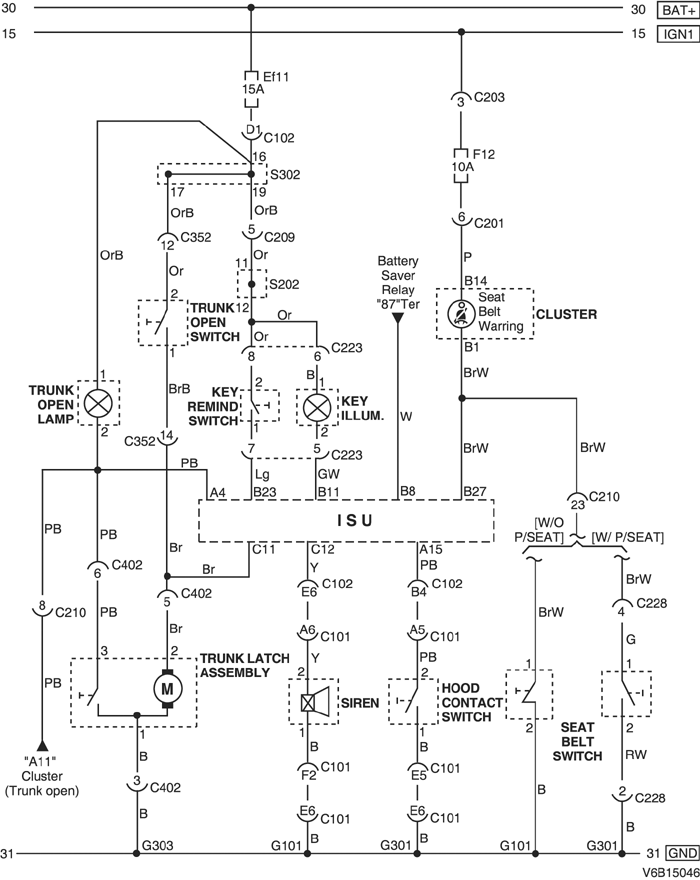 30
30 BAT+
15
15 IGN1
Ef11
15A
C203
3
D1
C102
F12
10A
16
S302
17
19
6
C201
OrB
OrB
5
C209
C352
12
P
Battery
Saver
Relay
"87"Ter
OrB
Or
Or
11
S202
B14
Seat
Belt
Warring
CLUSTER
2
12
TRUNK
OPEN
SWITCH
Or
Or
8
6
C223
1
B1
BrW
1
TRUNK
OPEN
LAMP
2
BrB
2
KEY
REMIND
SWITCH
1
B
1
KEY
ILLUM.
2
W
C352
14
7
5
C223
BrW
BrW
PB
PB
Lg
GW
A4
B23
B11
B8
B27
23
C210
ISU
[W/O
P/SEAT]
[W/ P/SEAT]
PB
PB
Br
Br
C11
C12
A15
Y
PB
6
C402
5
C402
E6
C102
B4
C102
BrW
BrW
8
C210
4
C228
PB
Br
A6
C101
A5
C101
G
PB
3
2
TRUNK LATCH
ASSEMBLY
M
Y
PB
2
SIREN
2
HOOD
CONTACT
SWITCH
1
1
1
1
1
2
2
SEAT
BELT
SWITCH
B
B
B
RW
"A11"
Cluster
(Trunk open)
3
C402
F2
C101
E5
C101
B
2
C228
B
E6
C101
E6
C101
B
B
B
31
G303
G101
G301
G101
G301
31 GND
V6B15046